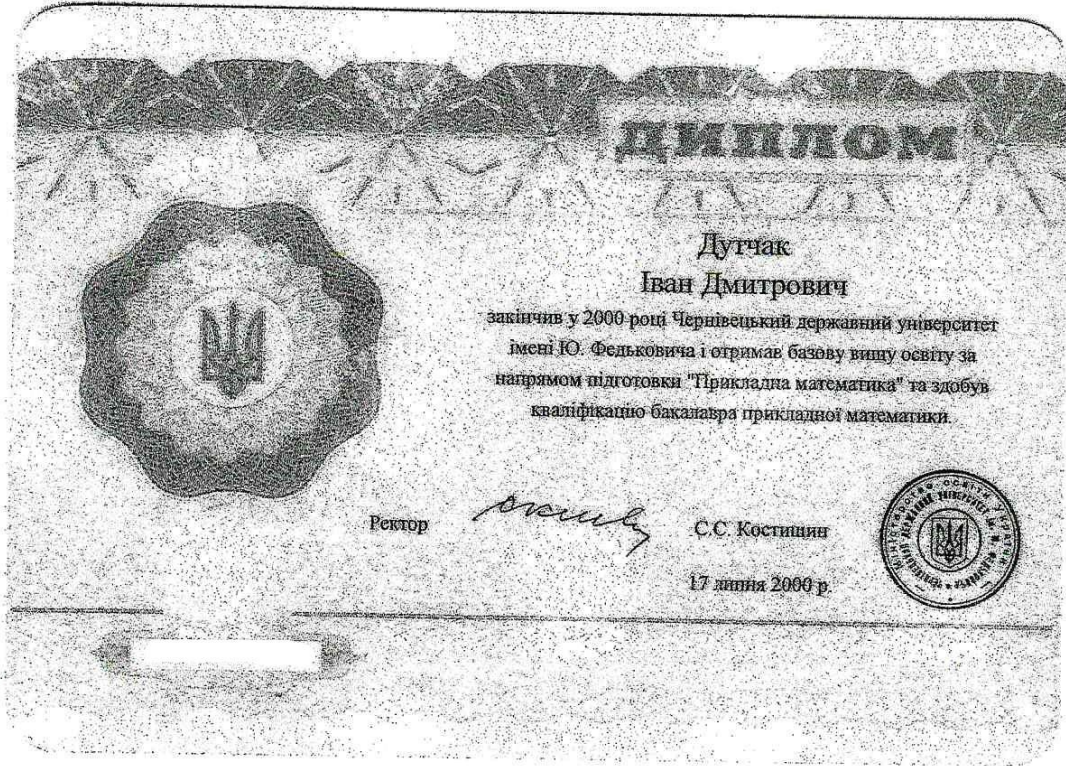 ДИПЛОМ
Дутчак
Іван Дмитрович
закінчив у 2000 році Чернівецький державний університет
імені Ю. Федьковича і отримав базову вищу освіту за
напрямом підготовки "Прикладна математика" та здобув
кваліфікацію бакалавра прикладної математики.
Ректор
С.С. Костишин
17 липня 2000 р.